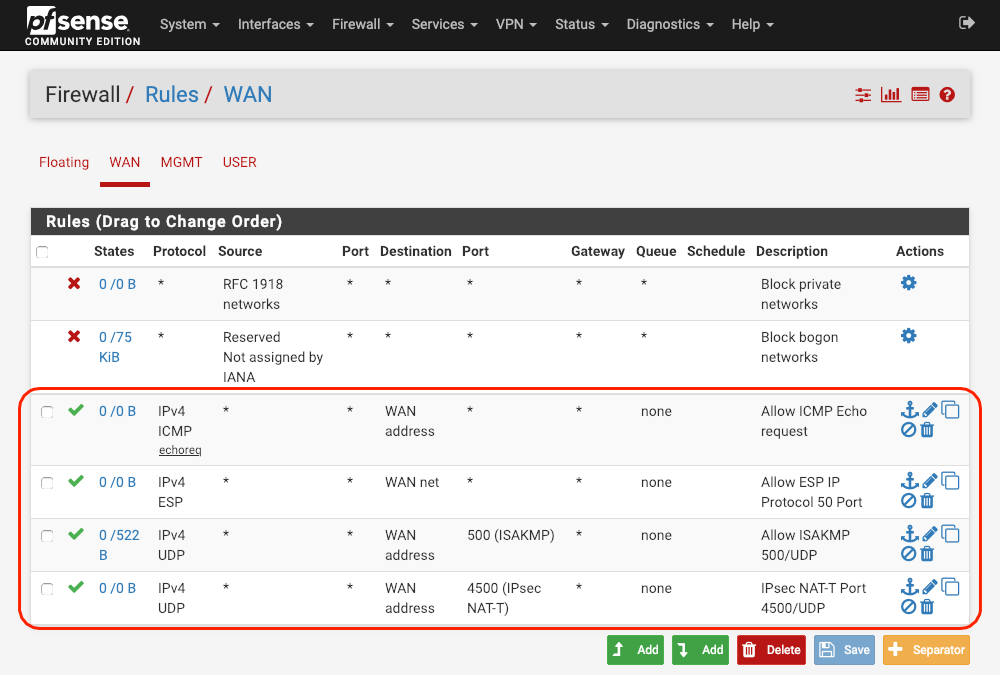 pfsense
COMMUNITY EDITION
System Interfaces Firewall Services VPN Status Diagnostics Help
Firewall / Rules / WAN
Floating WAN MGMT USER
Rules (Drag to Change Order)
States Protocol Source Port Destination Port Gateway Queue Schedule Description Actions
0 /0 B * RFC 1918 * * * * * Block private
networks networks
0 /75 * Reserved * * * * * Block bogon
KiB Not assigned by networks
IANA
0 /0 B IPv4 * * WAN * * none Allow ICMP Echo
ICMP address request
echoreq
0 /0 B IPv4 * * WAN net * * none Allow ESP IP
ESP Protocol 50 Port
0 /522 IPv4 * * WAN 500 (ISAKMP) * none Allow ISAKMP
B UDP address 500/UDP
0 /0 B IPv4 * * WAN 4500 (IPsec * none IPsec NAT-T Port
UDP address NAT-T) 4500/UDP
Add Add Delete Save Separator